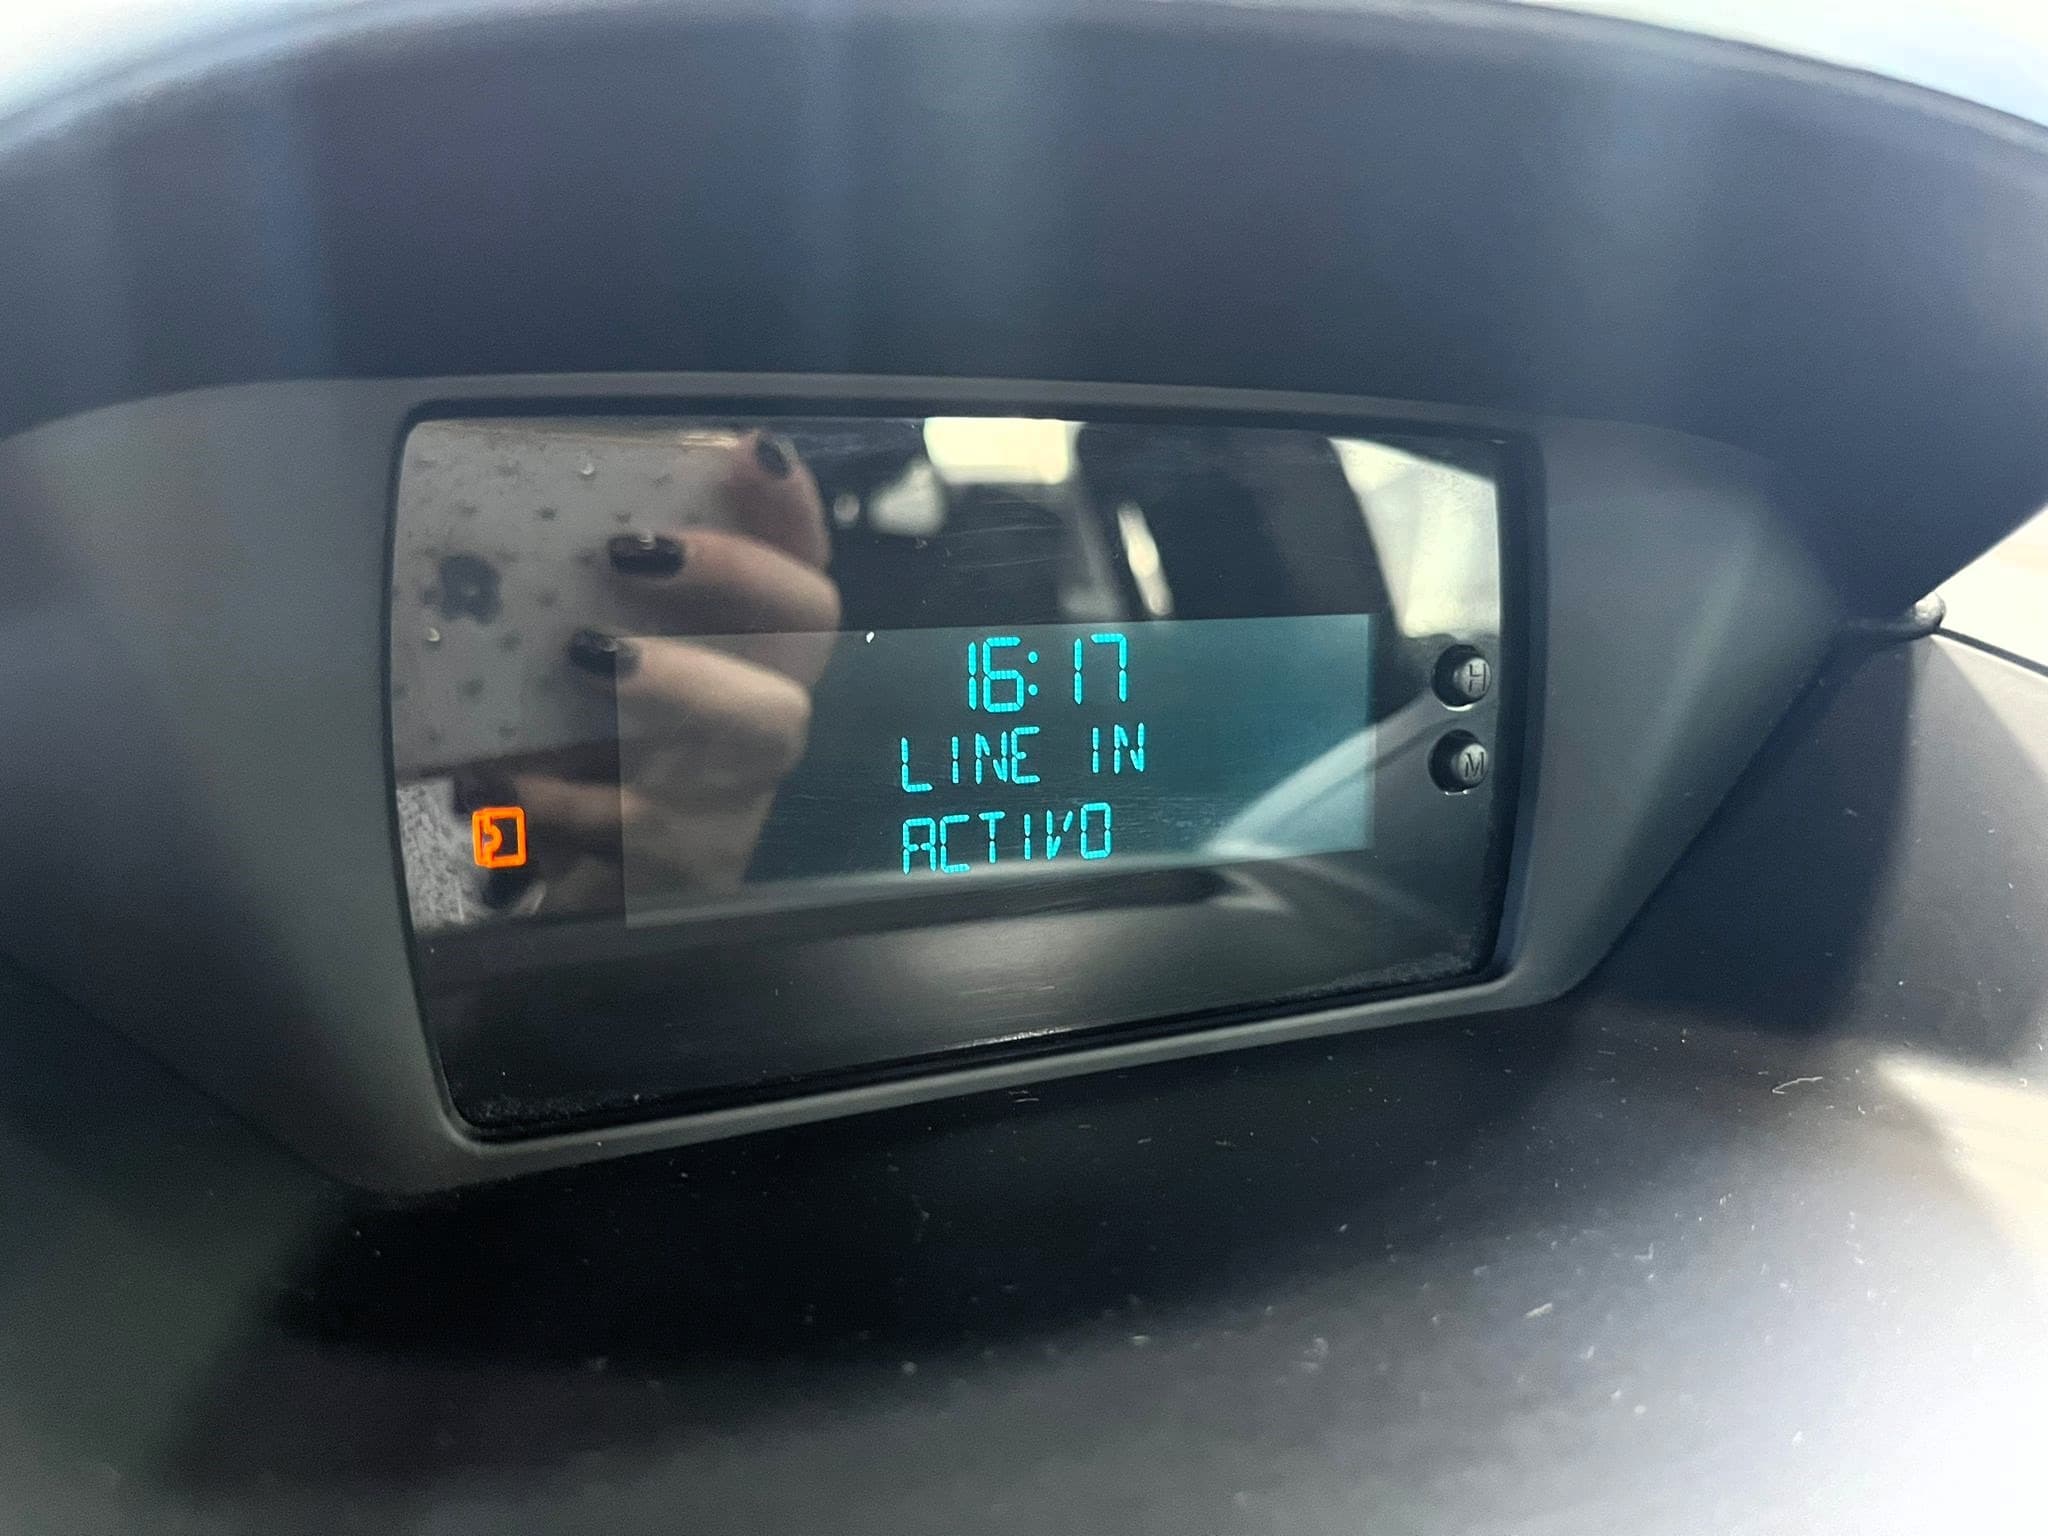 16:17
LINE IN
ACTIVO
H
M